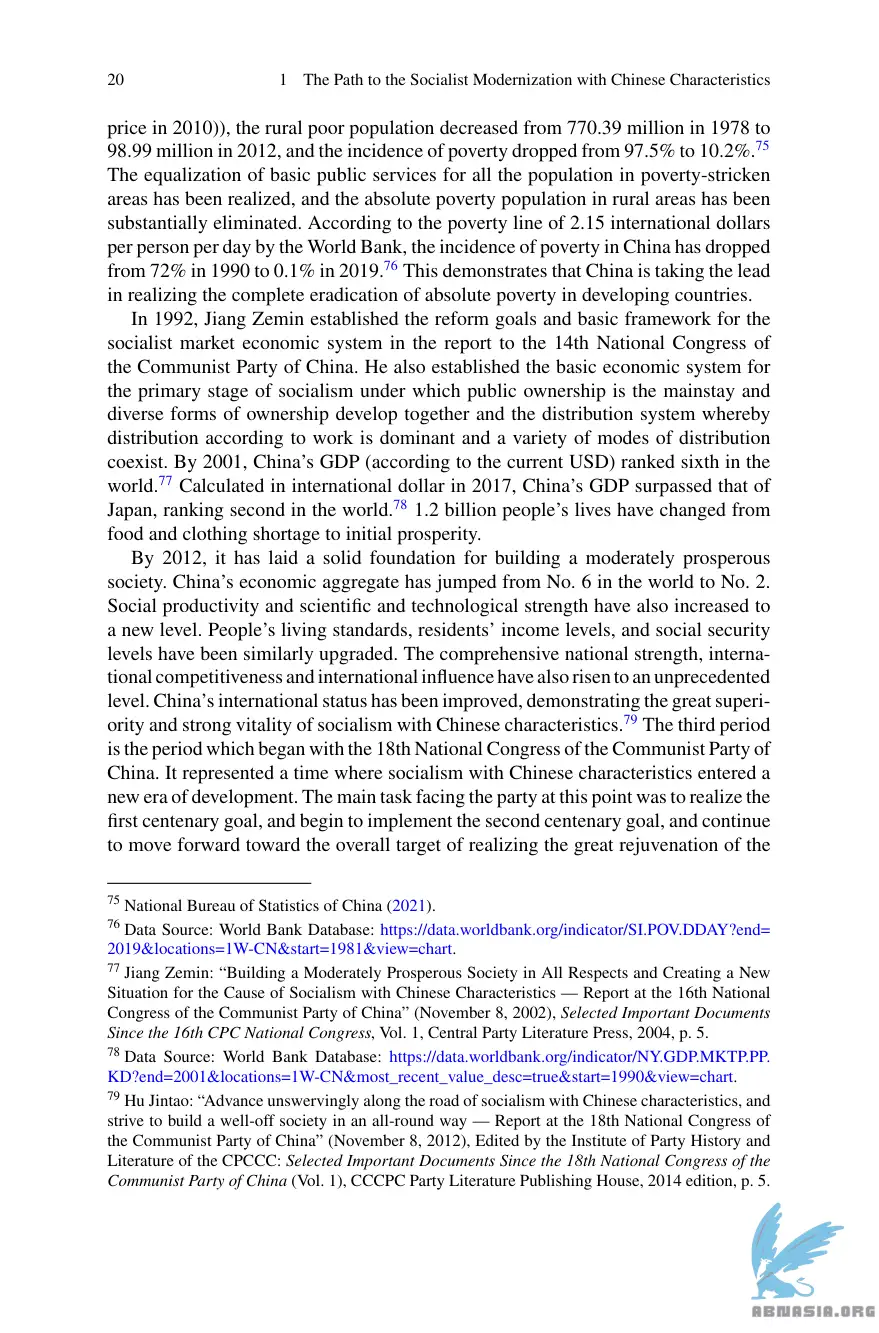 20 1 The Path to the Socialist Modernization with Chinese Characteristics
price in 2010)), the rural poor population decreased from 770.39 million in 1978 to
98.99 million in 2012, and the incidence of poverty dropped from 97.5% to 10.2%.75
The equalization of basic public services for all the population in poverty-stricken
areas has been realized, and the absolute poverty population in rural areas has been
substantially eliminated. According to the poverty line of 2.15 international dollars
per person per day by the World Bank, the incidence of poverty in China has dropped
from 72% in 1990 to 0.1% in 2019.76 This demonstrates that China is taking the lead
in realizing the complete eradication of absolute poverty in developing countries.
In 1992, Jiang Zemin established the reform goals and basic framework for the
socialist market economic system in the report to the 14th National Congress of
the Communist Party of China. He also established the basic economic system for
the primary stage of socialism under which public ownership is the mainstay and
diverse forms of ownership develop together and the distribution system whereby
distribution according to work is dominant and a variety of modes of distribution
coexist. By 2001, China's GDP (according to the current USD) ranked sixth in the
world.77 Calculated in international dollar in 2017, China's GDP surpassed that of
Japan, ranking second in the world.78 1.2 billion people's lives have changed from
food and clothing shortage to initial prosperity.
By 2012, it has laid a solid foundation for building a moderately prosperous
society. China's economic aggregate has jumped from No. 6 in the world to No. 2.
Social productivity and scientific and technological strength have also increased to
a new level. People's living standards, residents' income levels, and social security
levels have been similarly upgraded. The comprehensive national strength, interna-
tional competitiveness and international influence have also risen to an unprecedented
level. China's international status has been improved, demonstrating the great superi-
ority and strong vitality of socialism with Chinese characteristics.79 The third period
is the period which began with the 18th National Congress of the Communist Party of
China. It represented a time where socialism with Chinese characteristics entered a
new era of development. The main task facing the party at this point was to realize the
first centenary goal, and begin to implement the second centenary goal, and continue
to move forward toward the overall target of realizing the great rejuvenation of the
75 National Bureau of Statistics of China (2021).
76 Data Source: World Bank Database: https://data.worldbank.org/indicator/SI.POV.DDAY?end=
2019&locations=1W-CN&start=1981&view=chart.
77 Jiang Zemin: “Building a Moderately Prosperous Society in All Respects and Creating a New
Situation for the Cause of Socialism with Chinese Characteristics — Report at the 16th National
Congress of the Communist Party of China” (November 8, 2002), Selected Important Documents
Since the 16th CPC National Congress, Vol. 1, Central Party Literature Press, 2004, p. 5.
78 Data Source: World Bank Database: https://data.worldbank.org/indicator/NY.GDP.MKTP.PP.
KD?end=2001&locations=1W-CN&most_recent_value_desc=true&start=1990&view=chart.
79 Hu Jintao: “Advance unswervingly along the road of socialism with Chinese characteristics, and
strive to build a well-off society in an all-round way — Report at the 18th National Congress of
the Communist Party of China” (November 8, 2012), Edited by the Institute of Party History and
Literature of the CPCCC: Selected Important Documents Since the 18th National Congress of the
Communist Party of China (Vol. 1), CCCPC Party Literature Publishing House, 2014 edition, p. 5.
ABNASIA.ORG